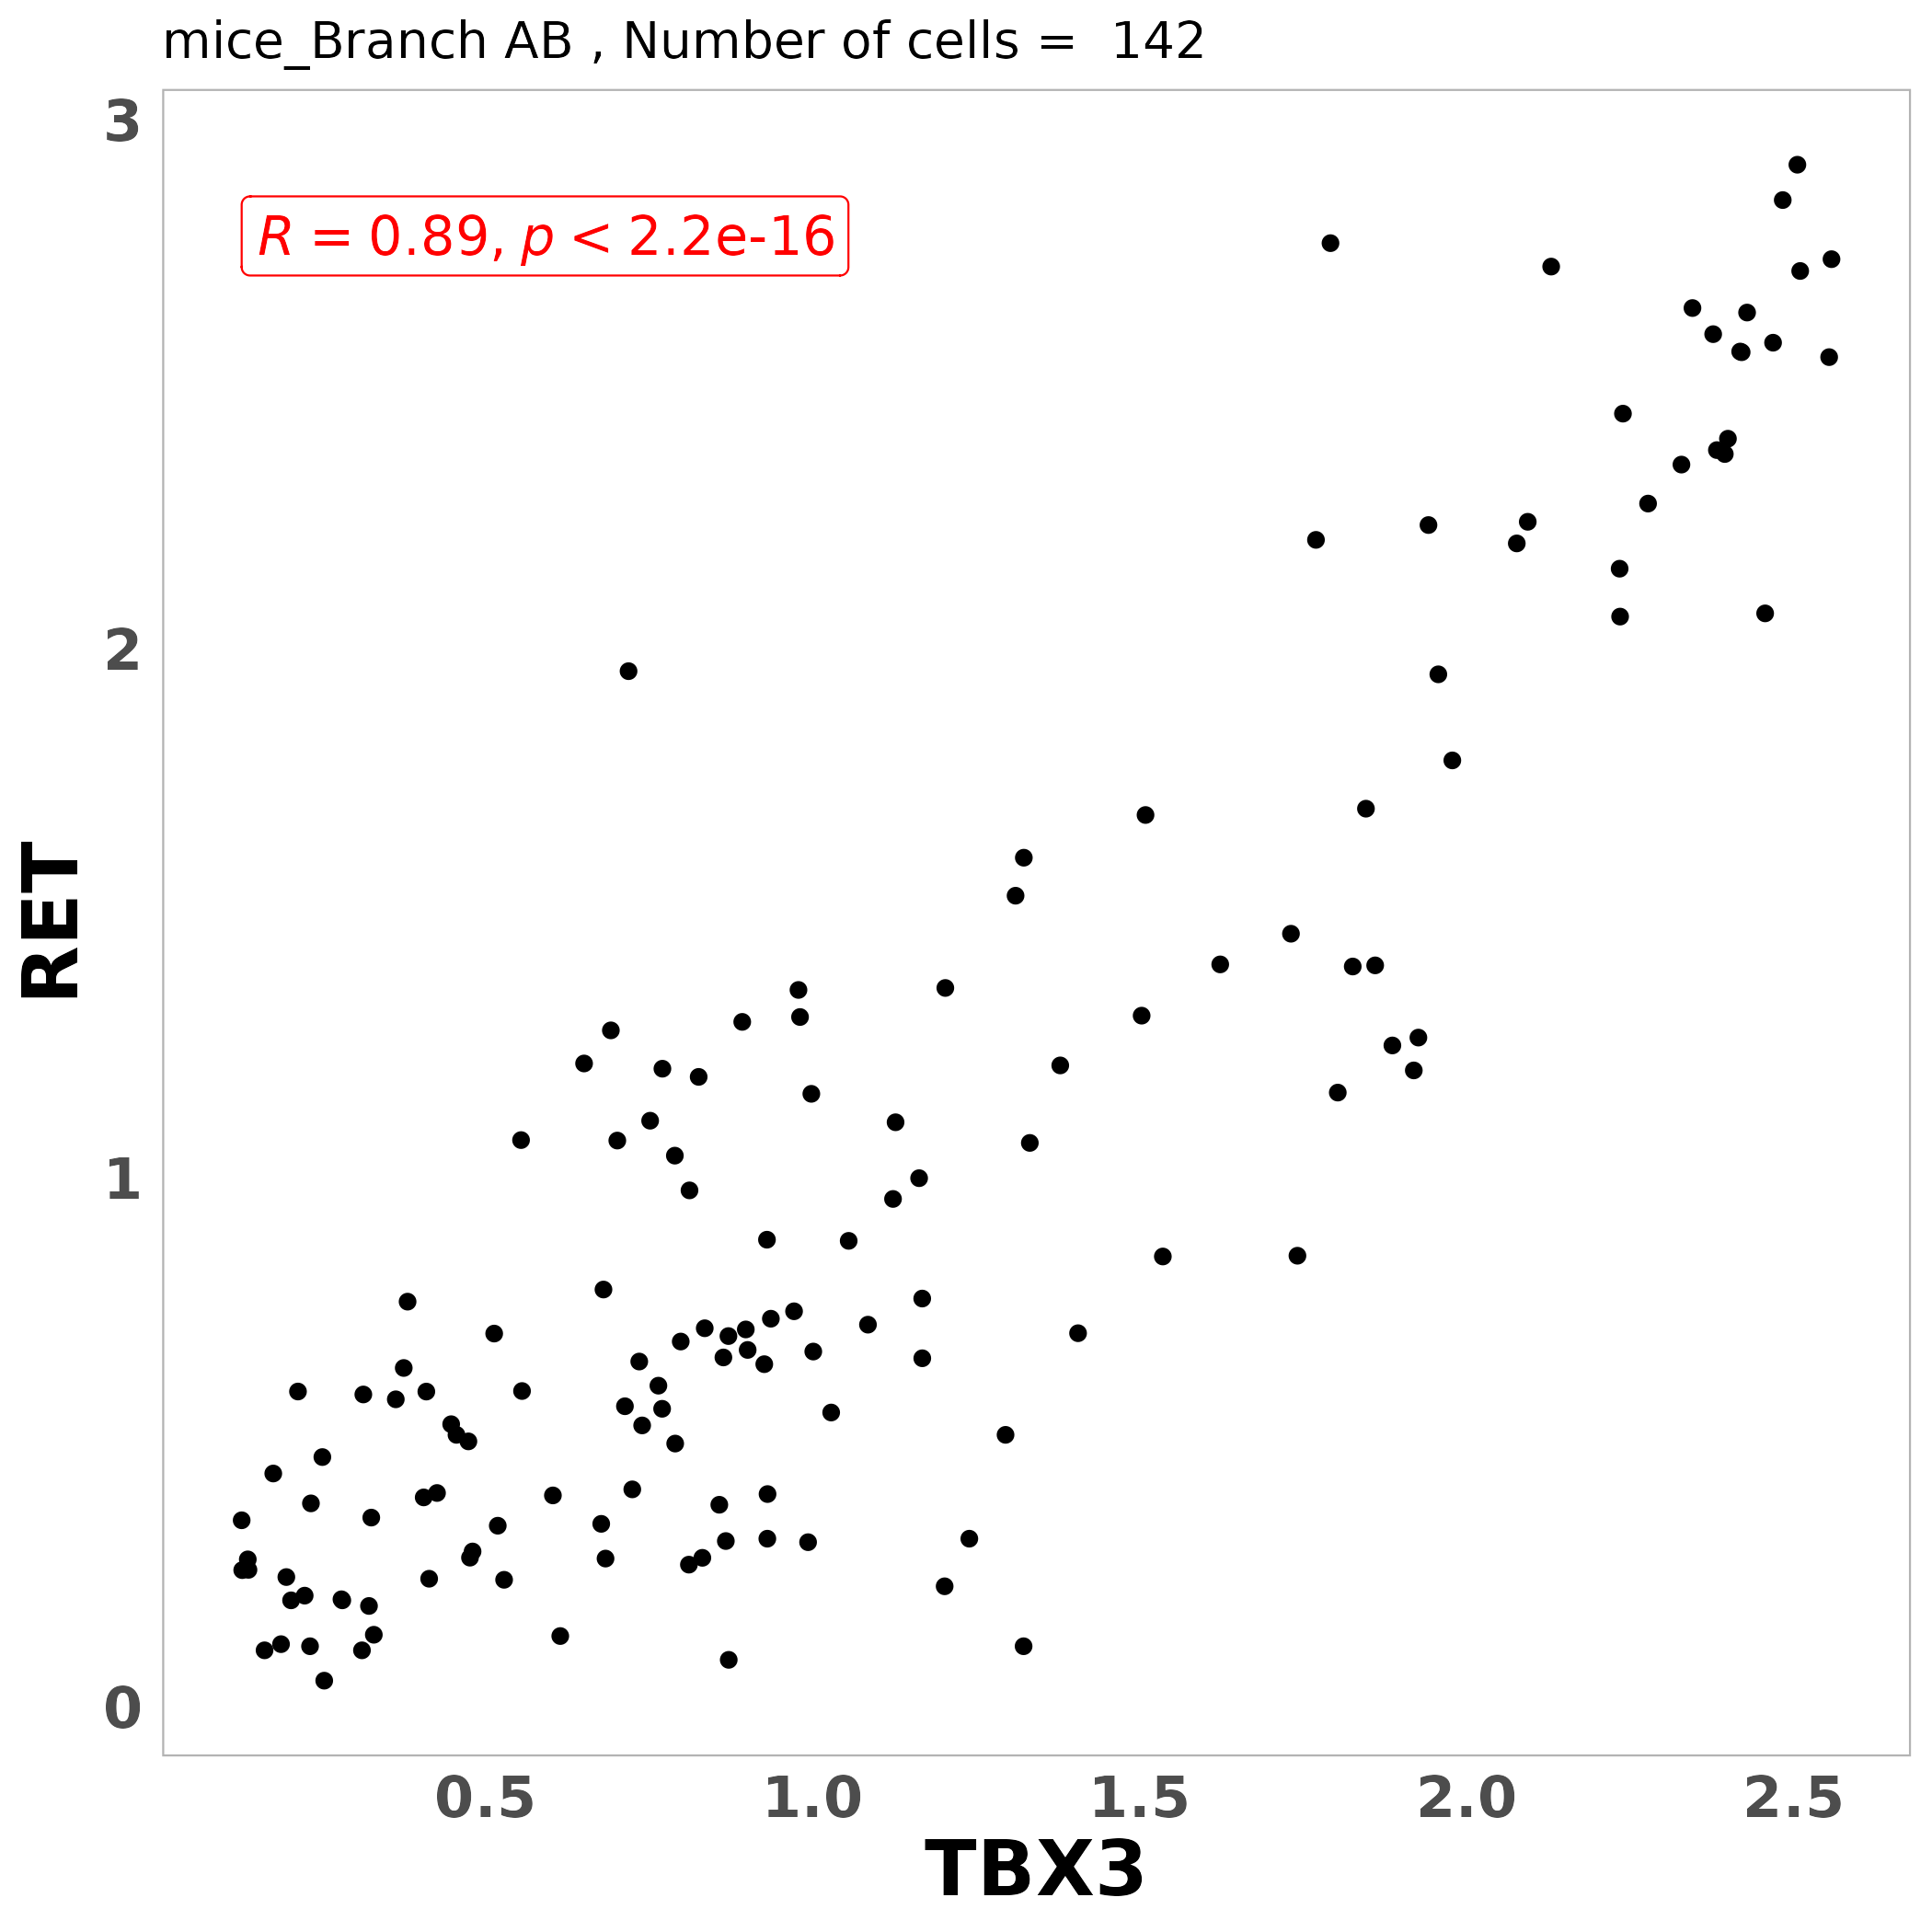 mice_Branch AB , Number of cells =  142
3
R = 0.89, p < 2.2e-16
2
RET
1
0
0.5 1.0 1.5 2.0 2.5
TBX3